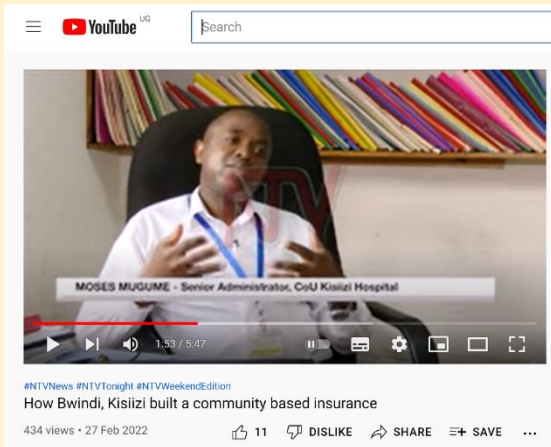 YouTube UG
Search
NTV
MOSES MUGUME - Senior Administrator, CoU Kisiizi Hospital
1:53 / 5:47
#NTVNews #NTVTonight #NTVWeekendEdition
How Bwindi, Kisiizi built a community based insurance
434 views • 27 Feb 2022 11 DISLIKE SHARE SAVE ...